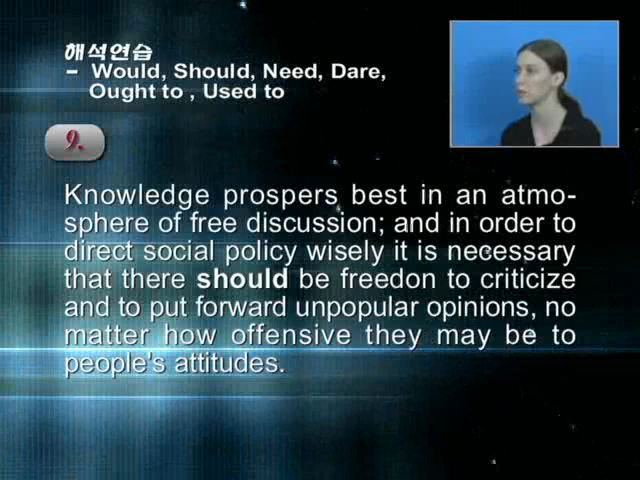 해석연습
- Would, Should, Need, Dare,
Ought to , Used to
9.
Knowledge prospers best in an atmo-
sphere of free discussion; and in order to
direct social policy wisely it is necessary
that there should be freedon to criticize
and to put forward unpopular opinions, no
matter how offensive they may be to
people's attitudes.